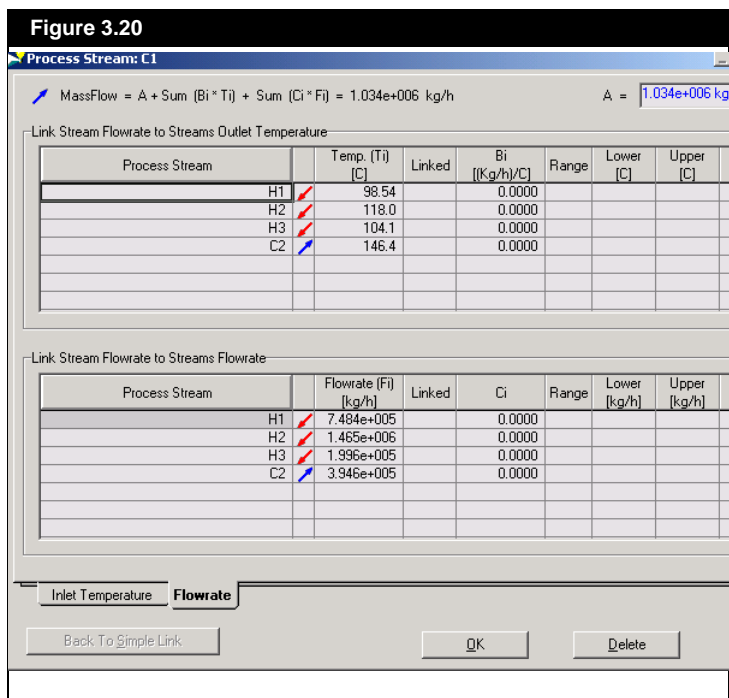 Figure 3.20
Process Stream: C1
MassFlow = A + Sum (Bi * Ti) + Sum (Ci * Fi) = 1.034e+006 kg/h A = 1.034e+006 kg
Link Stream Flowrate to Streams Outlet Temperature
Process Stream Temp. (Ti) [C] Linked Bi [(Kg/h)/C] Range Lower [C] Upper [C]
H1 98.54 0.0000
H2 118.0 0.0000
H3 104.1 0.0000
C2 146.4 0.0000
Link Stream Flowrate to Streams Flowrate
Process Stream Flowrate (Fi) [kg/h] Linked Ci Range Lower [kg/h] Upper [kg/h]
H1 7.484e+005 0.0000
H2 1.465e+006 0.0000
H3 1.996e+005 0.0000
C2 3.946e+005 0.0000
Inlet Temperature Flowrate
Back To Simple Link OK Delete